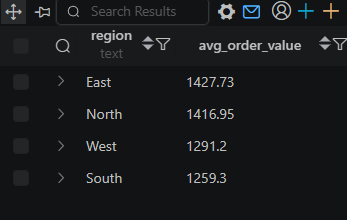 Search Results
region
text
avg_order_value
East 1427.73
North 1416.95
West 1291.2
South 1259.3